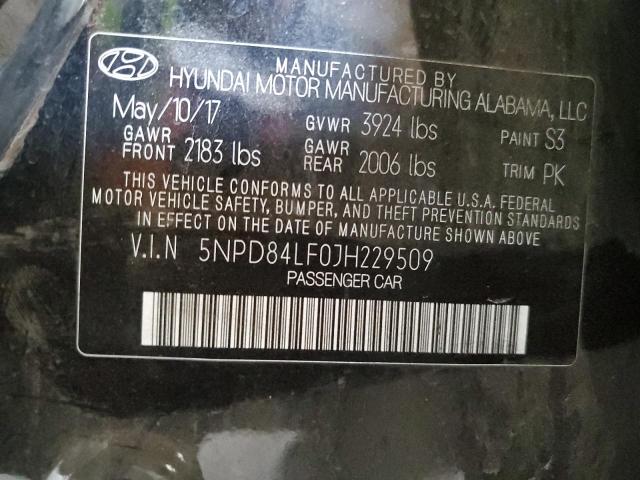 MANUFACTURED BY
HYUNDAI MOTOR MANUFACTURING ALABAMA, LLC
May/10/17 GVWR 3924 lbs PAINT S3
GAWR FRONT 2183 lbs GAWR REAR 2006 lbs TRIM PK
THIS VEHICLE CONFORMS TO ALL APPLICABLE U.S.A. FEDERAL
MOTOR VEHICLE SAFETY, BUMPER, AND THEFT PREVENTION STANDARDS
IN EFFECT ON THE DATE OF MANUFACTURE SHOWN ABOVE
V.I.N 5NPD84LF0JH229509
PASSENGER CAR